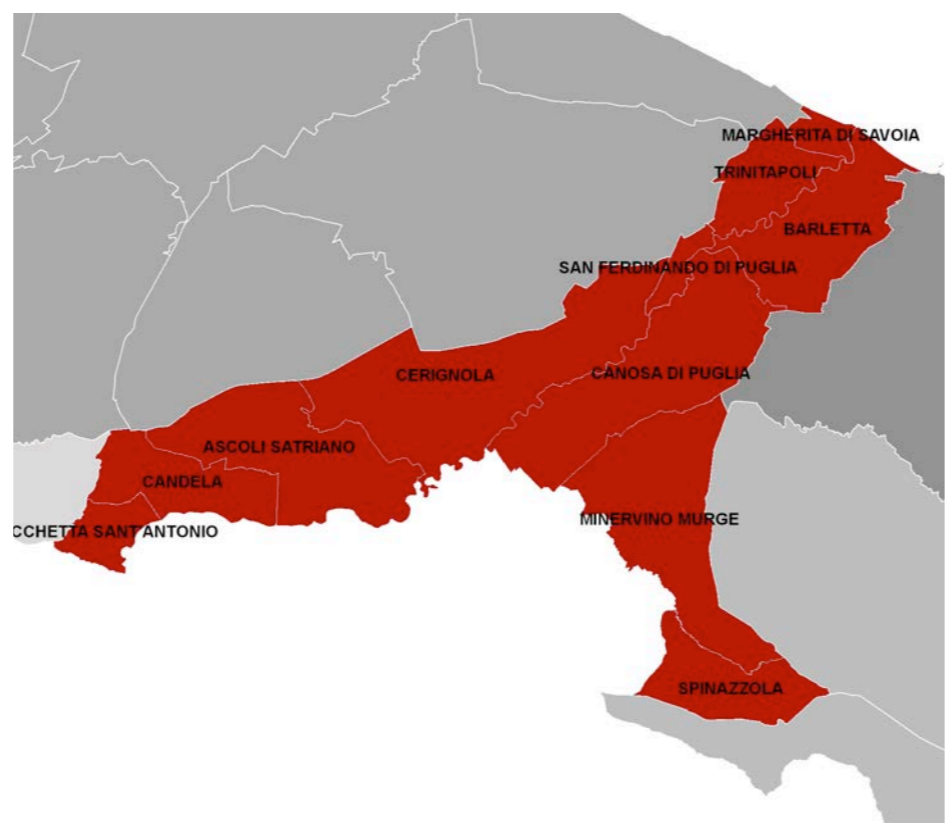 MARGHERITA DI SAVOIA
TRINITAPOLI
BARLETTA
SAN FERDINANDO DI PUGLIA
CERIGNOLA
CANOSA DI PUGLIA
ASCOLI SATRIANO
CANDELA
CCHETTA SANT'ANTONIO
MINERVINO MURGE
SPINAZZOLA